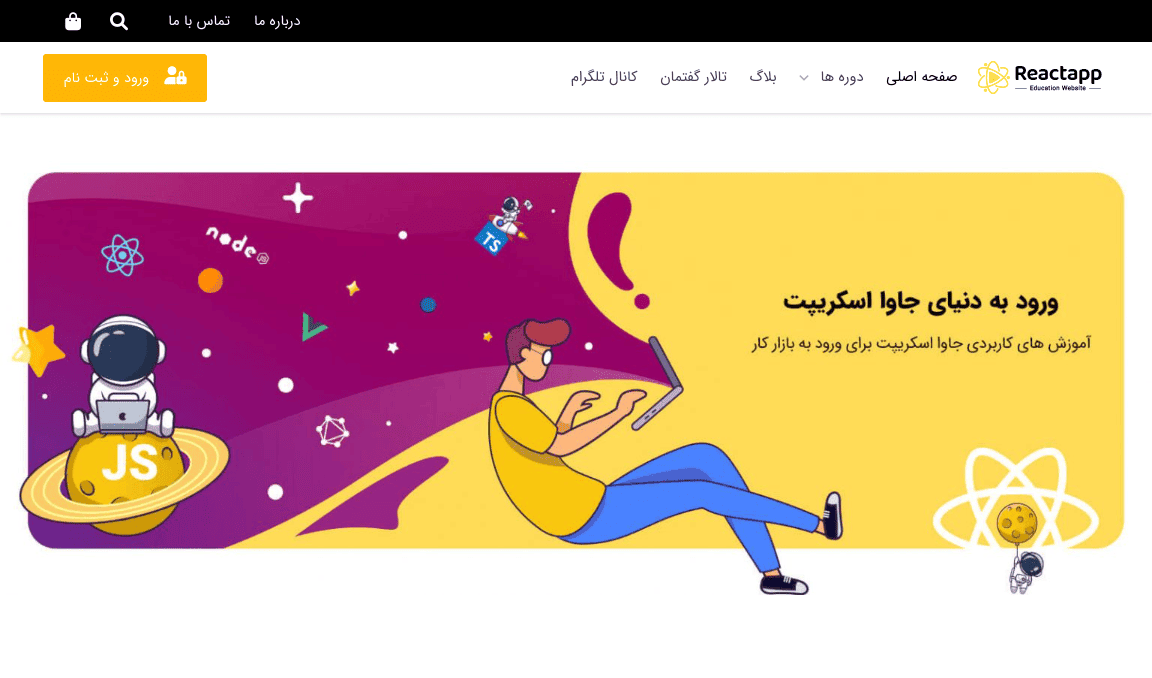 درباره ما
تماس با ما
Reactapp
Education Website
صفحه اصلی
دوره ها
بلاگ
تالار گفتمان
کانال تلگرام
ورود و ثبت نام
node
JS
TS
ورود به دنیای جاوا اسکریپت
آموزش های کاربردی جاوا اسکریپت برای ورود به بازار کار
JS